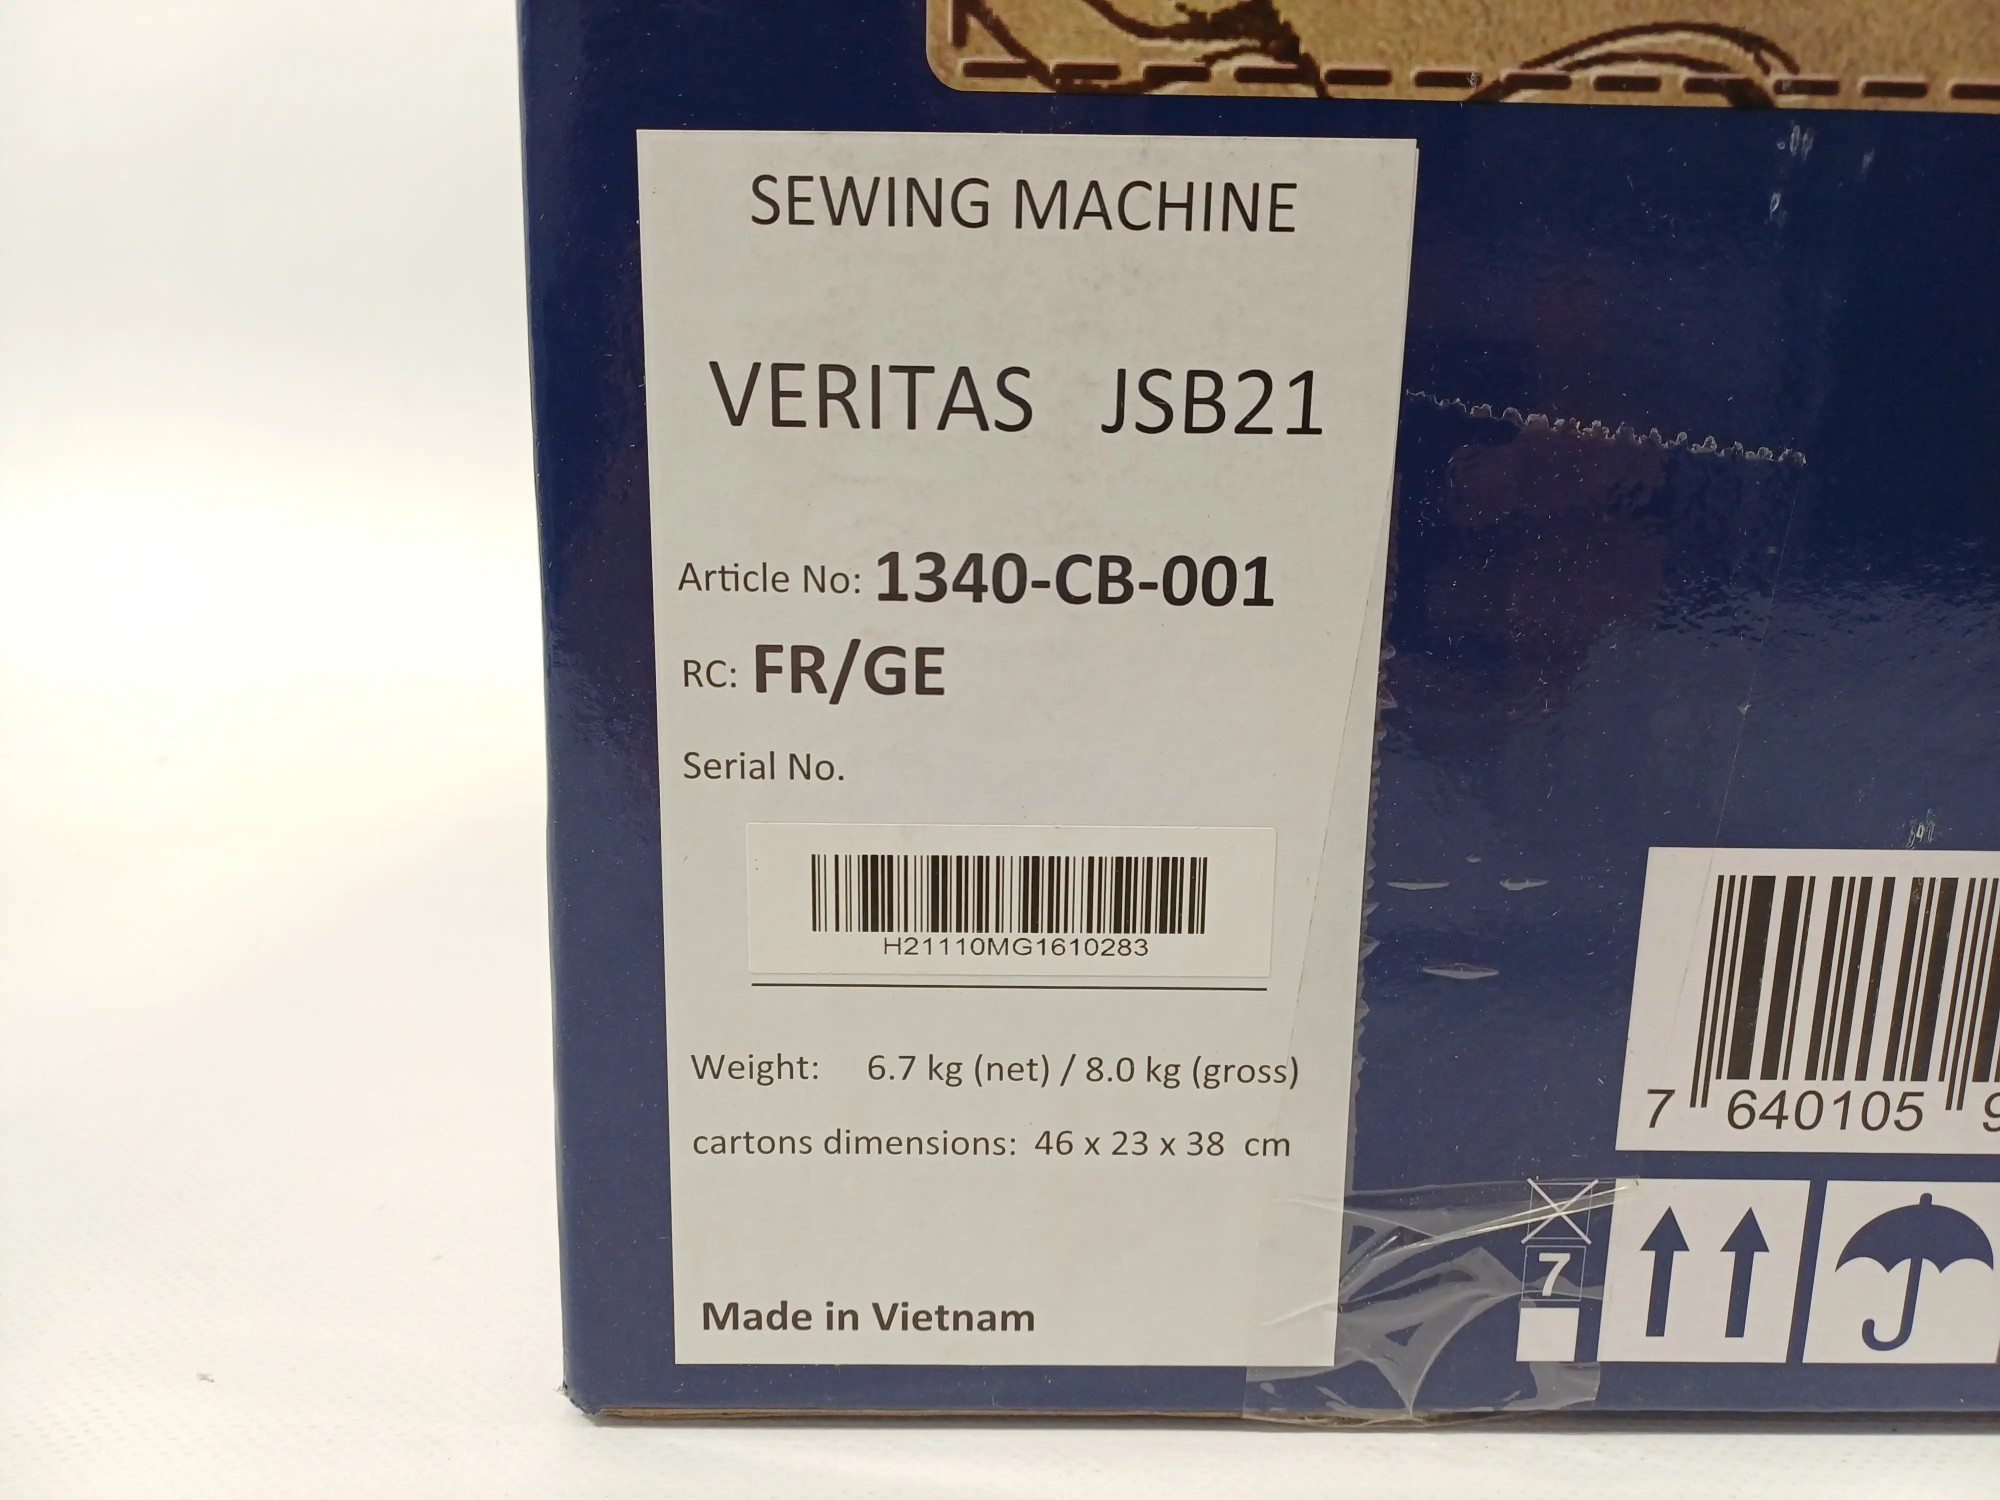 SEWING MACHINE
VERITAS JSB21
Article No: 1340-CB-001
RC: FR/GE
Serial No.
H21110MG1610283
Weight: 6.7 kg (net) / 8.0 kg (gross)
cartons dimensions: 46 x 23 x 38 cm
Made in Vietnam
7 640105 9
7